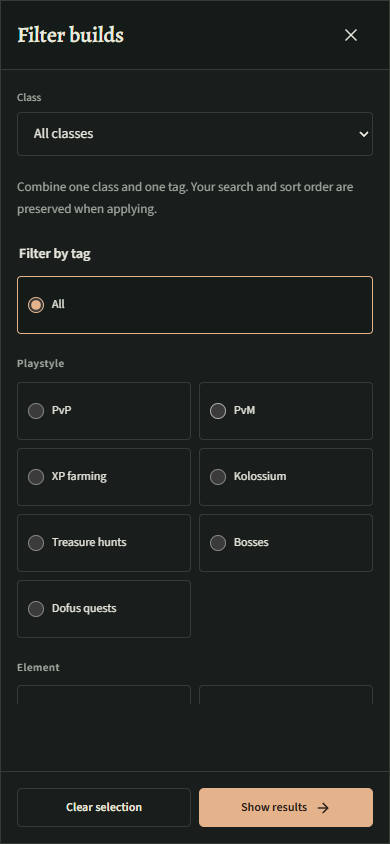 Filter builds
Class
All classes
Combine one class and one tag. Your search and sort order are
preserved when applying.
Filter by tag
All
Playstyle
PvP
PvM
XP farming
Kolossium
Treasure hunts
Bosses
Dofus quests
Element
Clear selection
Show results